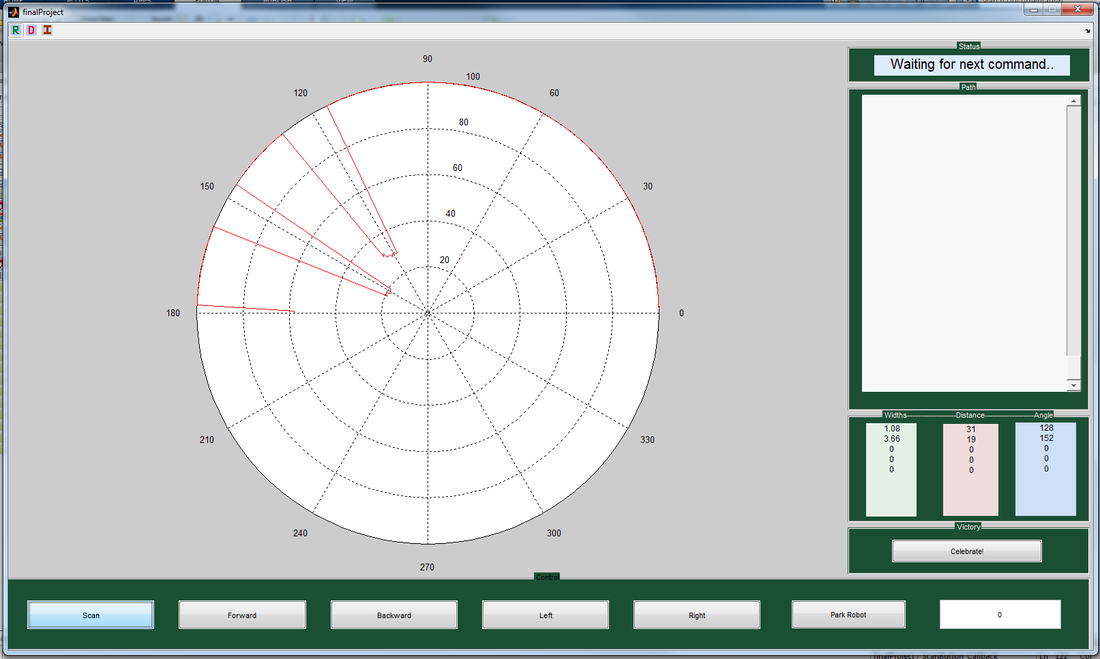 finalProject
R D I
90
100
120
60
80
60
150
30
40
20
180
0
210
330
240
300
270
Status
Waiting for next command..
Path
Widths Distance Angle
1.08 31 128
3.66 19 152
0 0 0
0 0 0
0 0 0
Victory
Celebrate!
Control
Scan Forward Backward Left Right Park Robot 0